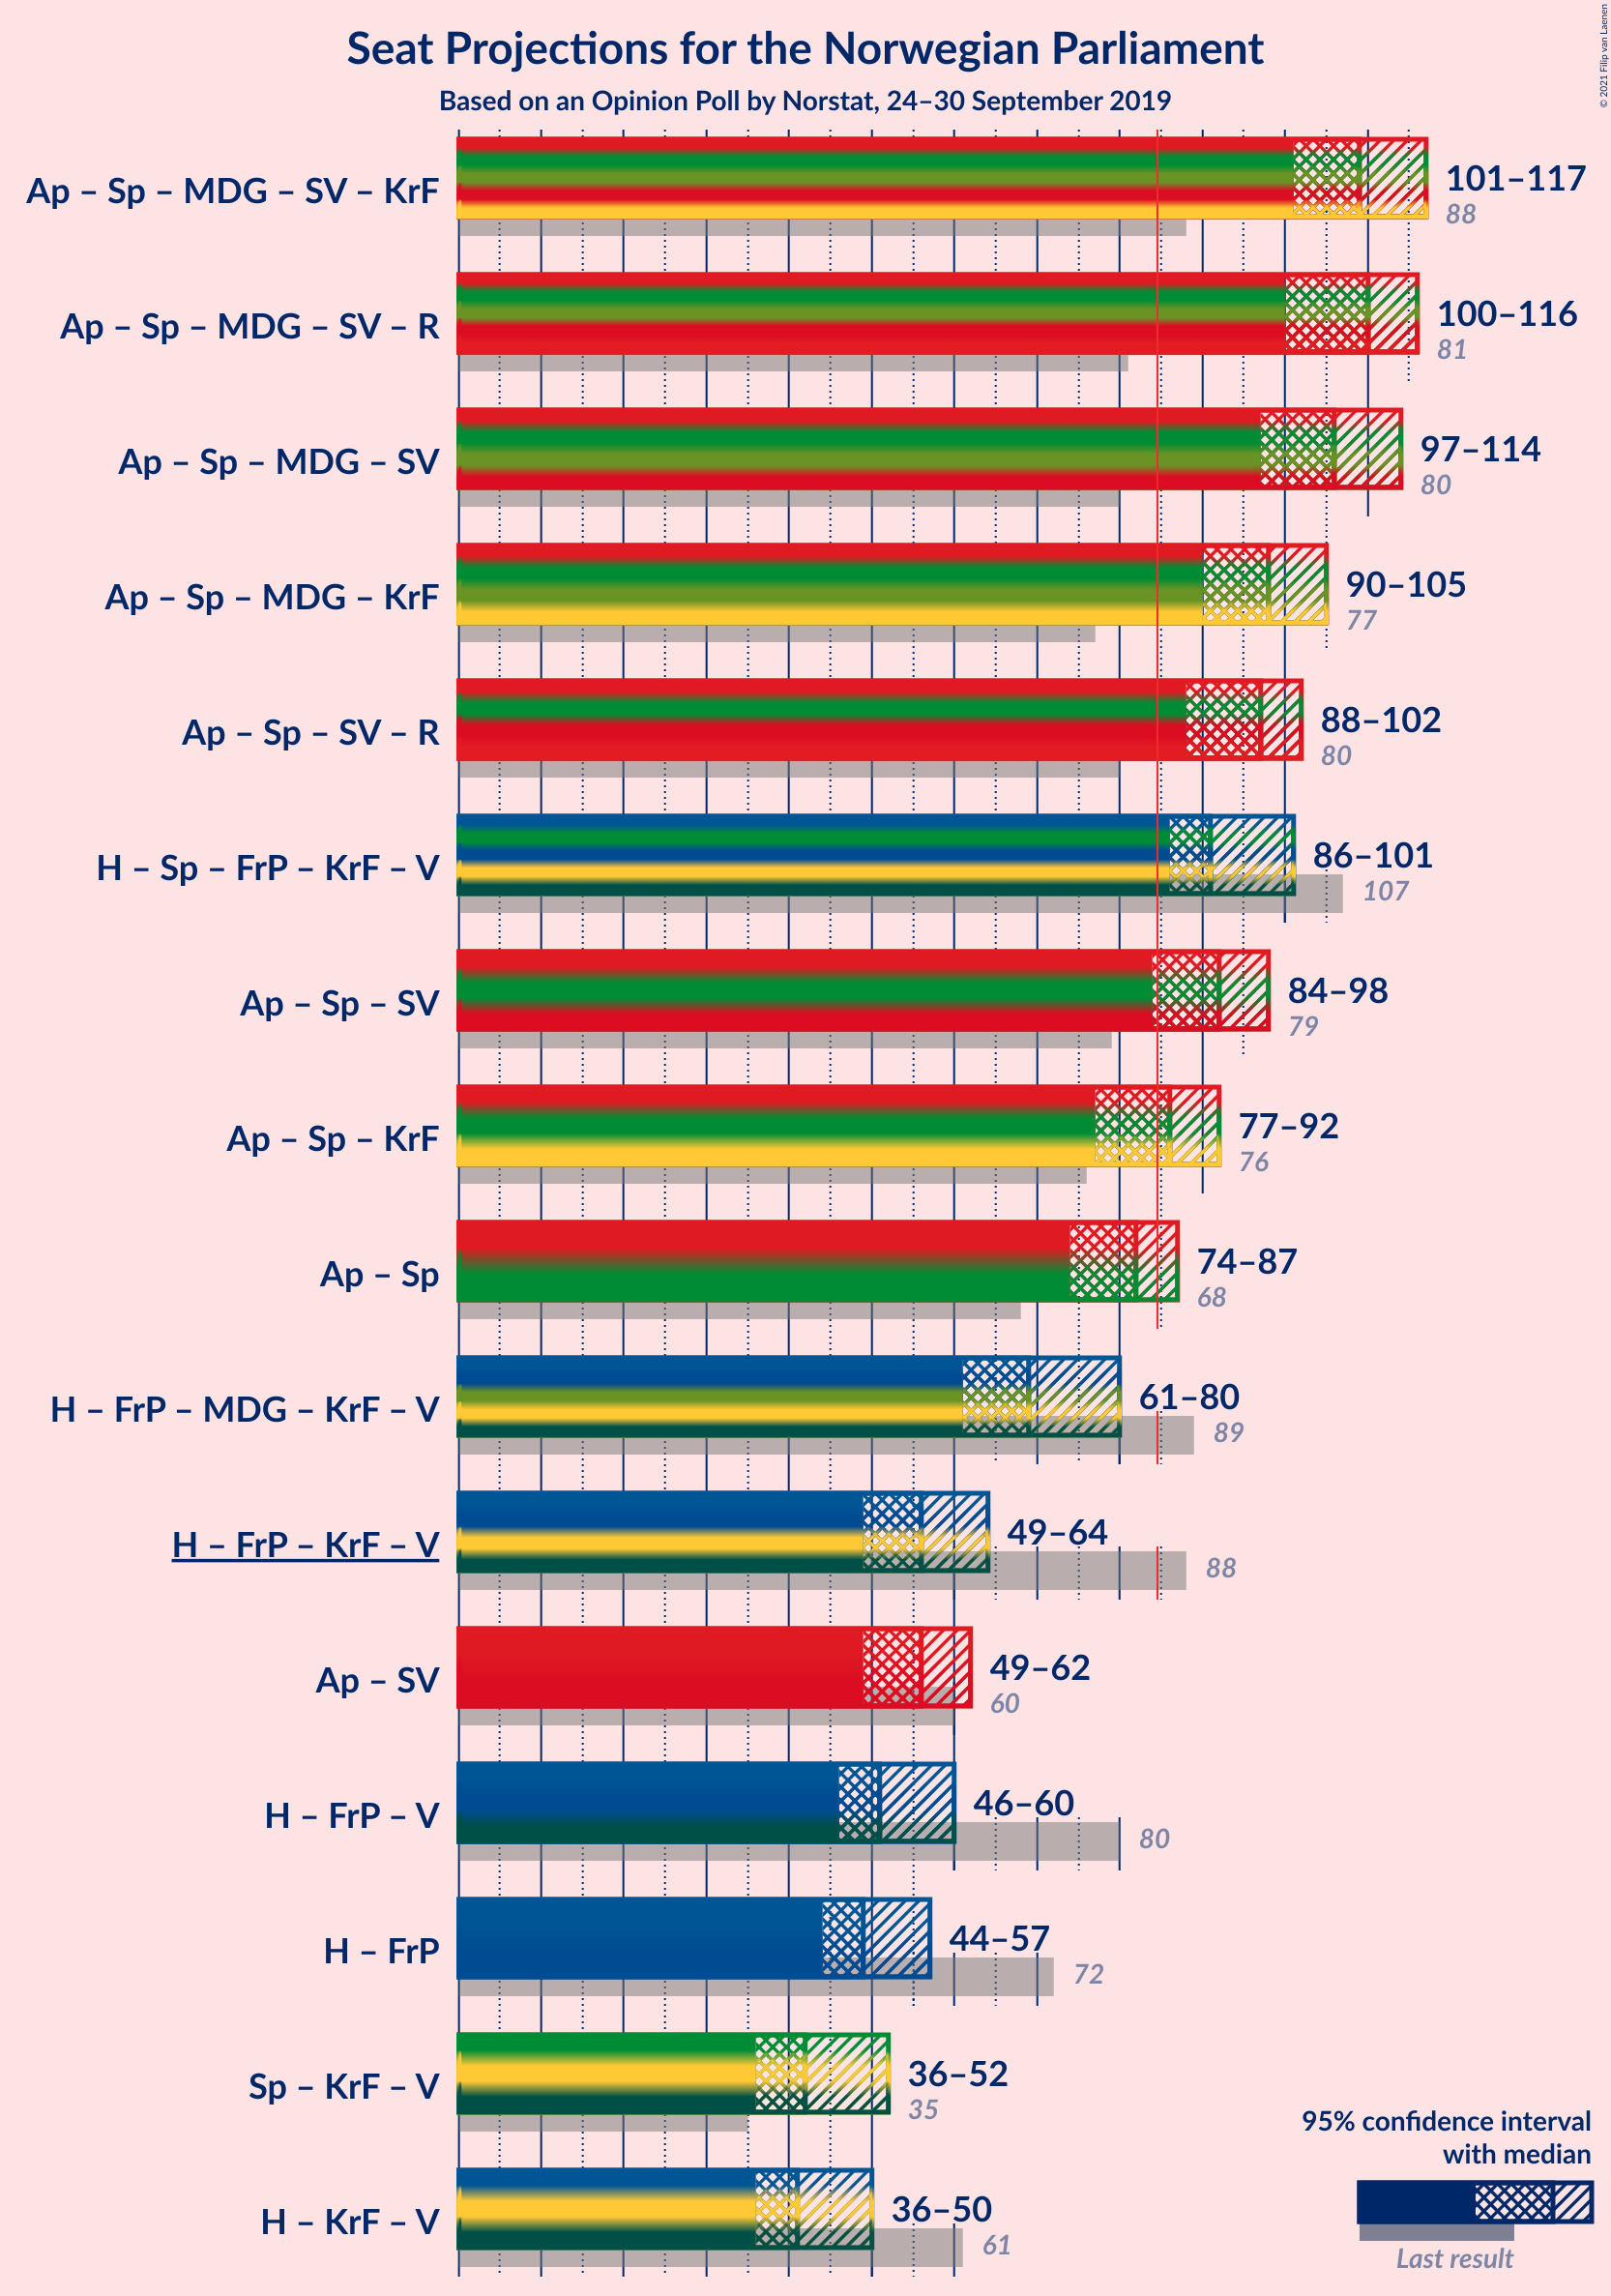 © 2021 Filip van Laenen
Seat Projections for the Norwegian Parliament
Based on an Opinion Poll by Norstat, 24–30 September 2019
Ap – Sp – MDG – SV – KrF
101–117
88
Ap – Sp – MDG – SV – R
100–116
81
Ap – Sp – MDG – SV
97–114
80
Ap – Sp – MDG – KrF
90–105
77
Ap – Sp – SV – R
88–102
80
H – Sp – FrP – KrF – V
86–101
107
Ap – Sp – SV
84–98
79
Ap – Sp – KrF
77–92
76
Ap – Sp
74–87
68
H – FrP – MDG – KrF – V
61–80
89
H – FrP – KrF – V
49–64
88
Ap – SV
49–62
60
H – FrP – V
46–60
80
H – FrP
44–57
72
Sp – KrF – V
36–52
35
H – KrF – V
36–50
61
95% confidence interval
with median
Last result